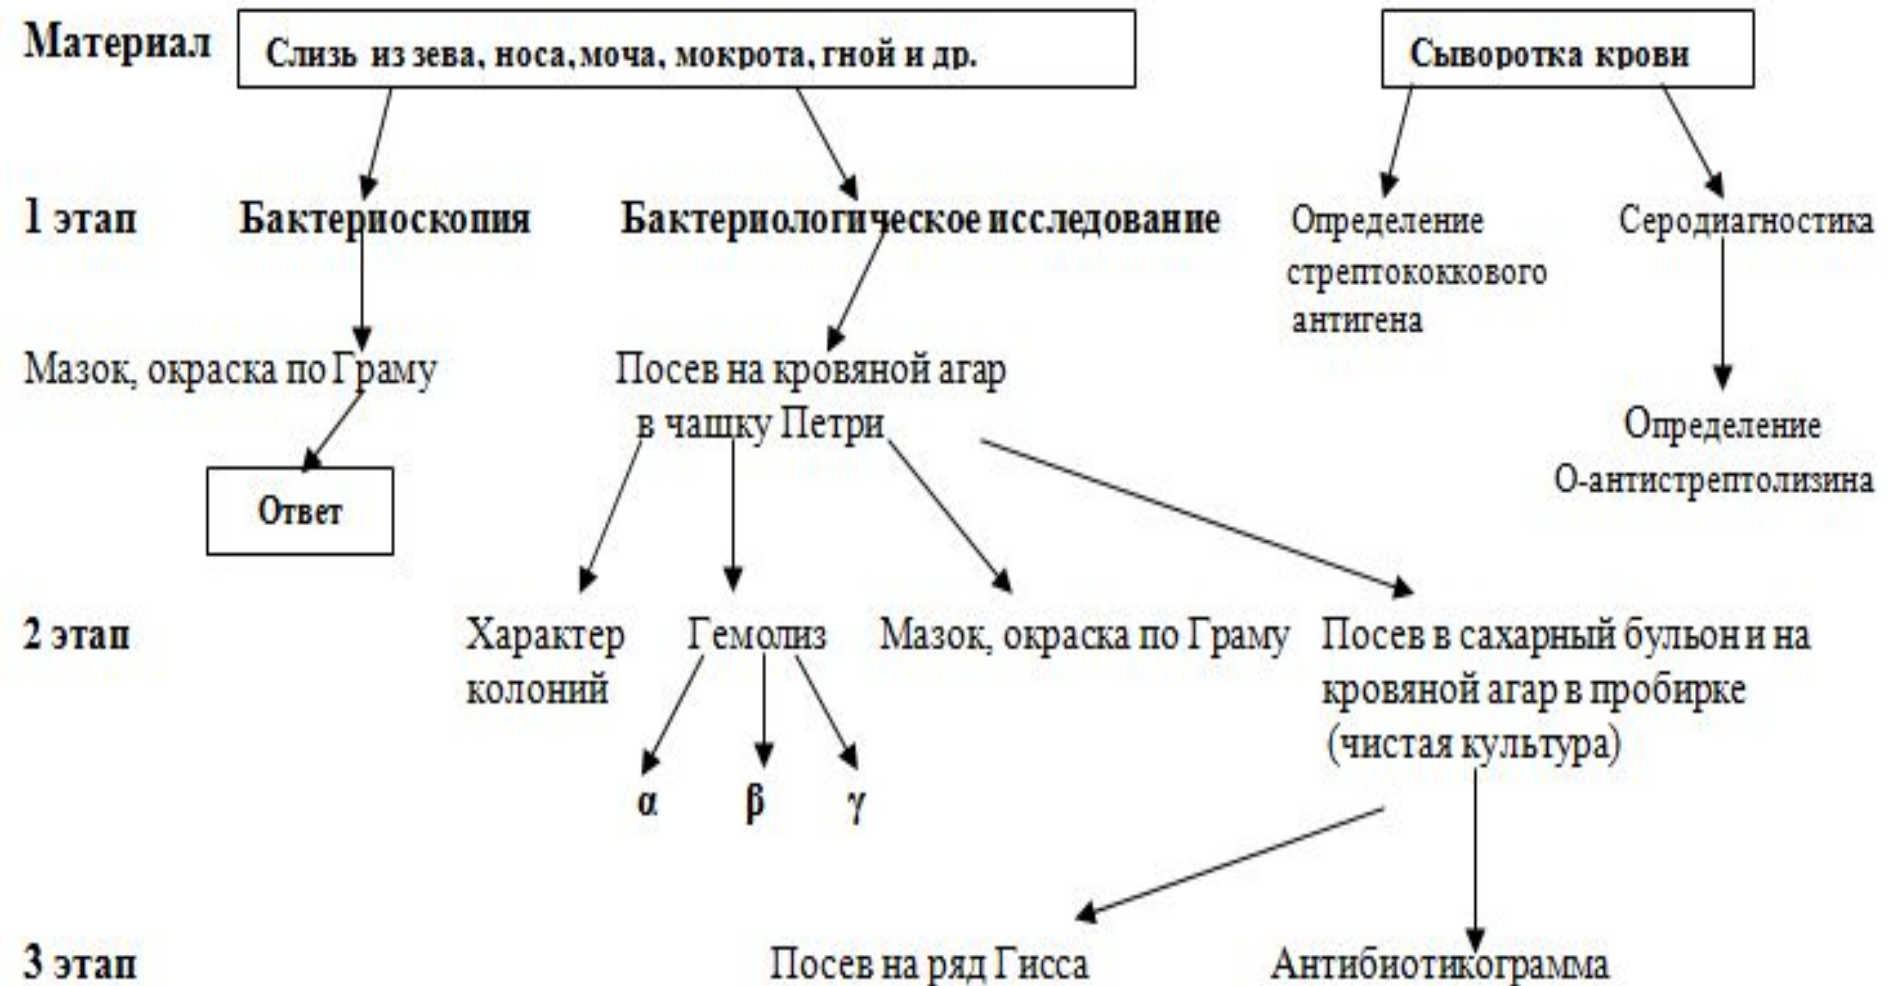 Материал
Слизь из зева, носа, моча, мокрота, гной и др.
Сыворотка крови
1 этап
Бактериоскопия
Бактериологическое исследование
Определение
стрептококкового
антигена
Серодиагностика
Мазок, окраска по Граму
Посев на кровяной агар
в чашку Петри
Определение
О-антистрептолизина
Ответ
2 этап
Характер
колоний
Гемолиз
Мазок, окраска по Граму
Посев в сахарный бульон и на
кровяной агар в пробирке
(чистая культура)
α
β
γ
3 этап
Посев на ряд Гисса
Антибиотикограмма